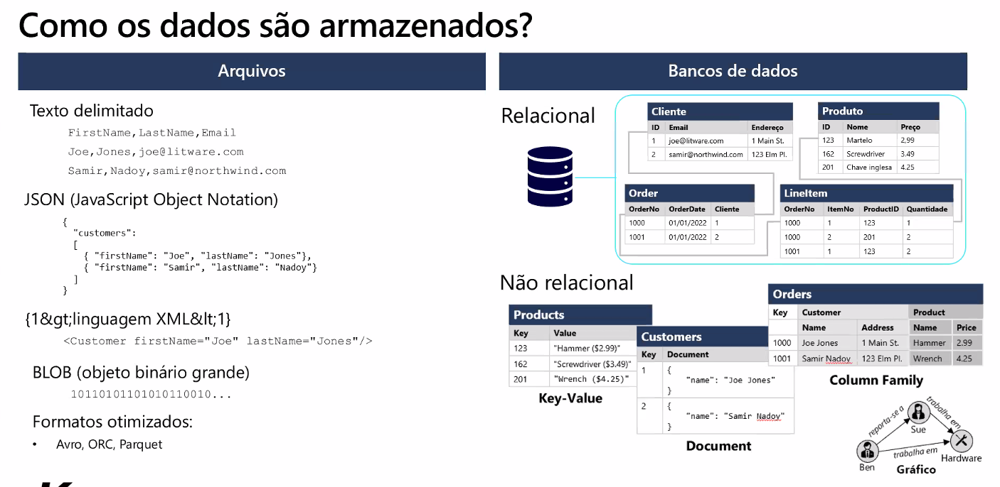 Como os dados são armazenados?
Arquivos
Texto delimitado
FirstName,LastName,Email
Joe,Jones,joe@litware.com
Samir,Nadoy,samir@northwind.com
JSON (JavaScript Object Notation)
{
"customers":
[
{ "firstName": "Joe", "lastName": "Jones"},
{ "firstName": "Samir", "lastName": "Nadoy"}
]
}
{1&gt;linguagem XML&lt;1}
<Customer firstName="Joe" lastName="Jones"/>
BLOB (objeto binário grande)
10110101101010110010...
Formatos otimizados:
• Avro, ORC, Parquet
Bancos de dados
Relacional
Cliente
ID Email Endereço
1 joe@litware.com 1 Main St.
2 samir@northwind.com 123 Elm Pl.
Produto
ID Nome Preço
123 Martelo 2,99
162 Screwdriver 3.49
201 Chave inglesa 4.25
Order
OrderNo OrderDate Cliente
1000 01/01/2022 1
1001 01/01/2022 2
LineItem
OrderNo ItemNo ProductID Quantidade
1000 1 123 1
1000 2 201 2
1001 1 123 2
Não relacional
Products
Key Value
123 "Hammer ($2.99)"
162 "Screwdriver ($3.49)"
201 "Wrench ($4.25)"
Key-Value
Customers
Key Document
1 {
"name": "Joe Jones"
}
2 {
"name": "Samir Nadoy"
}
Document
Orders
Key Customer Product
Name Address Name Price
1000 Joe Jones 1 Main St. Hammer 2.99
1001 Samir Nadoy 123 Elm Pl. Wrench 4.25
Column Family
reporta-se a
trabalha em
Sue
trabalha em
Hardware
Ben
Gráfico